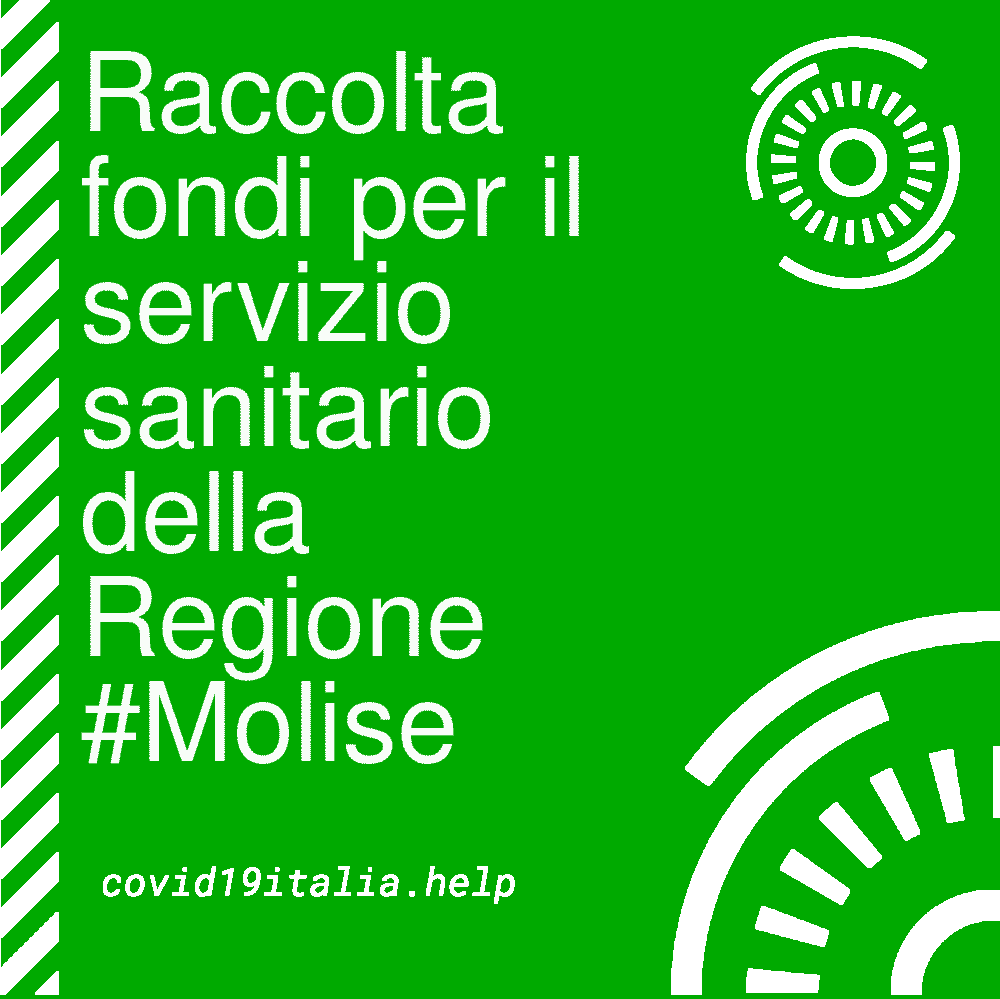 Raccolta
fondi per il
servizio
sanitario
della
Regione
#Molise
covid19italia.help